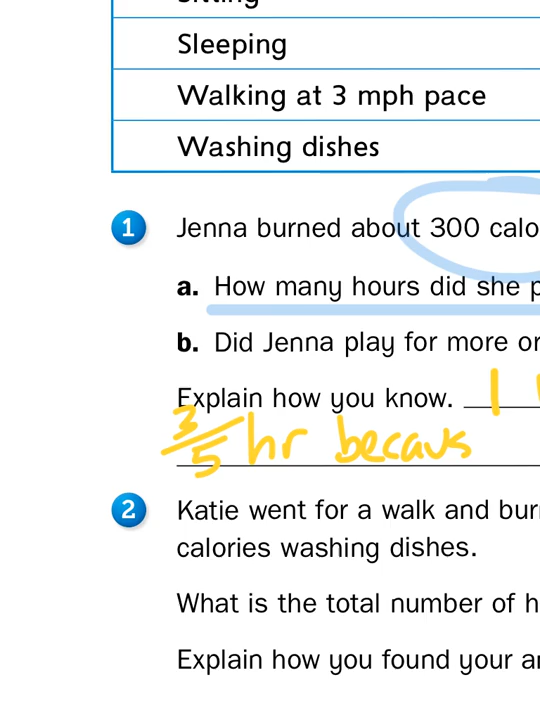 Sitting
Sleeping
Walking at 3 mph pace
Washing dishes
1 Jenna burned about 300 calo
a. How many hours did she p
b. Did Jenna play for more or
Explain how you know. 1
3/5 hr becaus
2 Katie went for a walk and bur
calories washing dishes.
What is the total number of h
Explain how you found your a